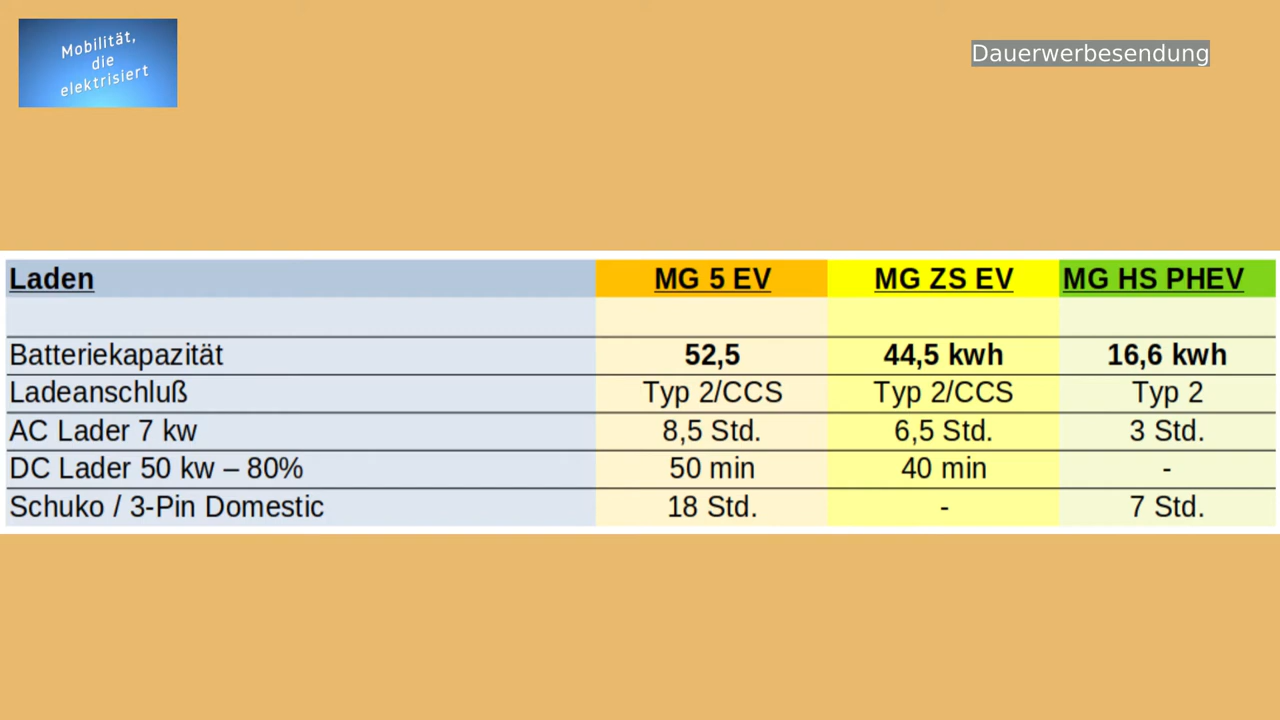 Mobilität,
die
elektrisiert
Dauerwerbesendung
Laden MG 5 EV MG ZS EV MG HS PHEV
Batteriekapazität 52,5 44,5 kwh 16,6 kwh
Ladeanschluß Typ 2/CCS Typ 2/CCS Typ 2
AC Lader 7 kw 8,5 Std. 6,5 Std. 3 Std.
DC Lader 50 kw – 80% 50 min 40 min -
Schuko / 3-Pin Domestic 18 Std. - 7 Std.